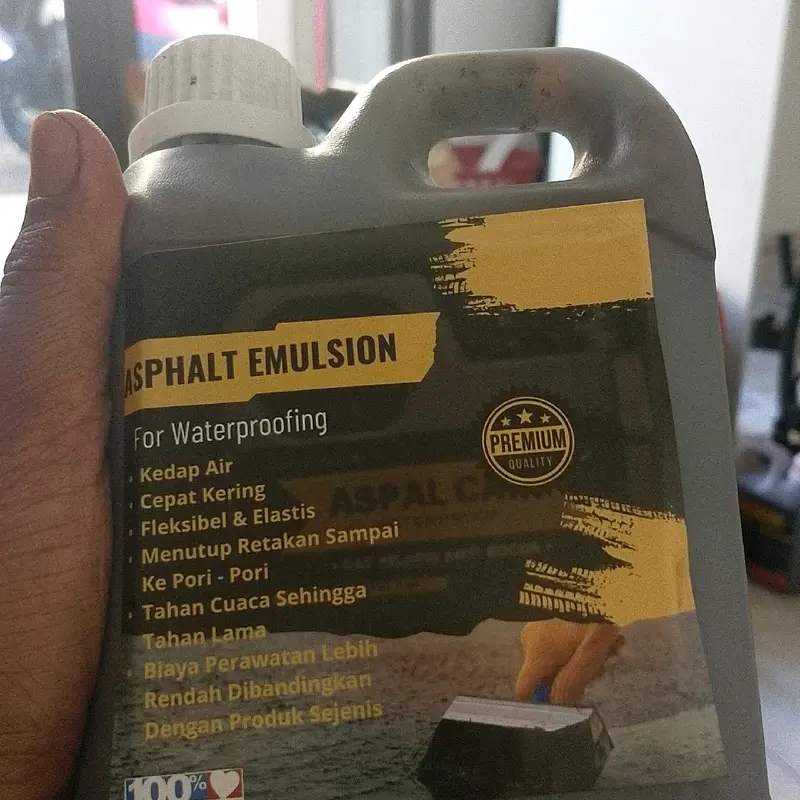 ASPHALT EMULSION
For Waterproofing
PREMIUM
QUALITY
· Kedap Air
· Cepat Kering
· Fleksibel & Elastis
· Menutup Retakan Sampai
Ke Pori - Pori
· Tahan Cuaca Sehingga
Tahan Lama
· Biaya Perawatan Lebih
Rendah Dibandingkan
Dengan Produk Sejenis
ASPAL
100%